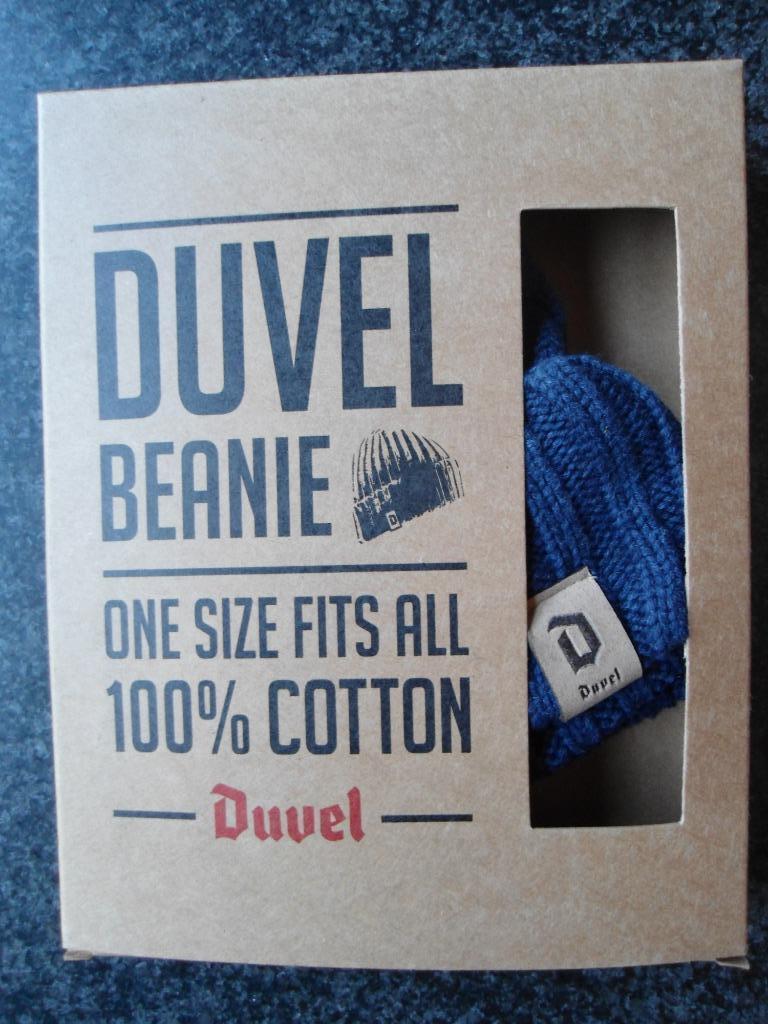 DUVEL
BEANIE
ONE SIZE FITS ALL
100% COTTON
Duvel
D
Duvel